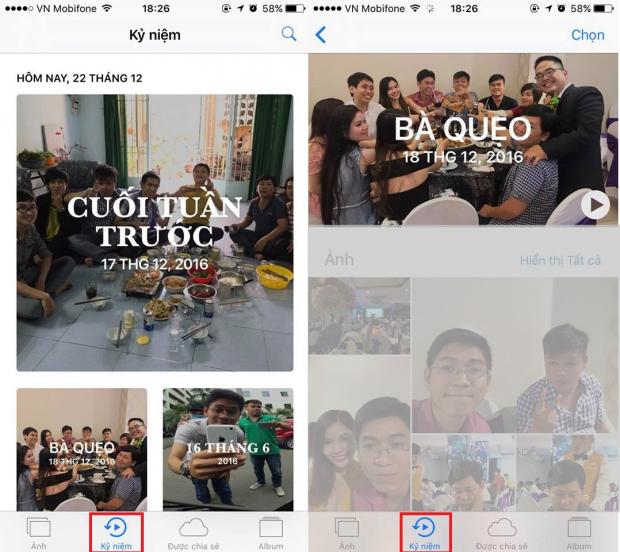 VN Mobifone
18:26
58%
Kỷ niệm
HÔM NAY, 22 THÁNG 12
CUỐI TUẦN
TRƯỚC
17 THG 12, 2016
BÀ QUẸO
18 THG 12, 2016
16 THÁNG 6
2016
Ảnh
Kỷ niệm
Được chia sẻ
Album
VN Mobifone
18:26
58%
Chọn
BÀ QUẸO
18 THG 12, 2016
Ảnh
Hiển thị Tất cả
Ảnh
Kỷ niệm
Được chia sẻ
Album